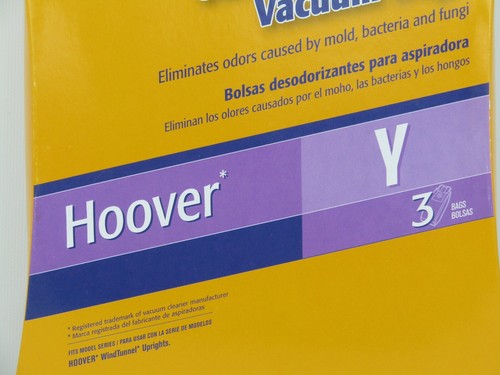 Vacuum
Eliminates odors caused by mold, bacteria and fungi
Bolsas desodorizantes para aspiradora
Eliminan los olores causados por el moho, las bacterias y los hongos
Hoover*
Y
3 BAGS
BOLSAS
* Registered trademark of vacuum cleaner manufacturer
* Marca registrada del fabricante de aspiradoras
FITS MODEL SERIES / PARA USAR CON LA SERIE DE MODELOS
HOOVER* WindTunnel* Uprights.